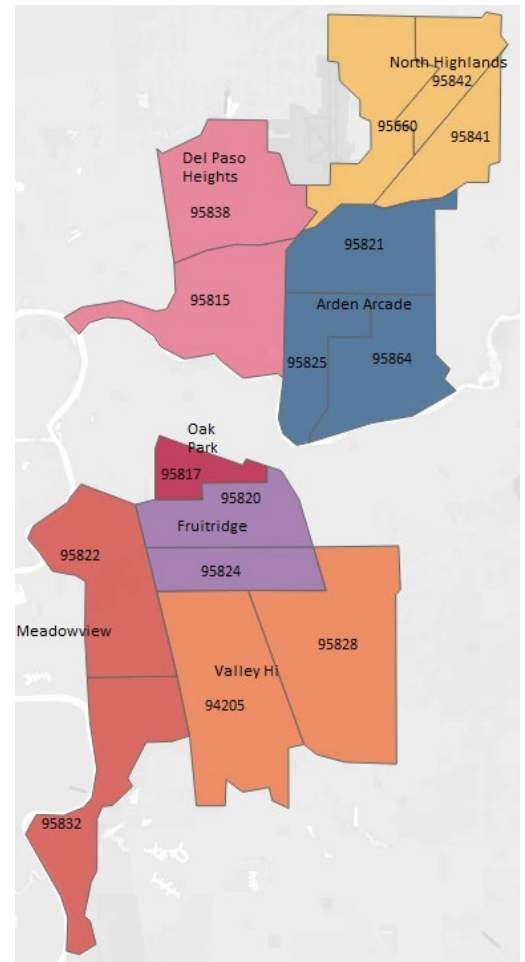 North Highlands
95842
95660
95841
Del Paso
Heights
95838
95821
95815
Arden Arcade
95825
95864
Oak
Park
95817
95820
Fruitridge
95822
95824
Meadowview
95828
Valley Hi
94205
95832